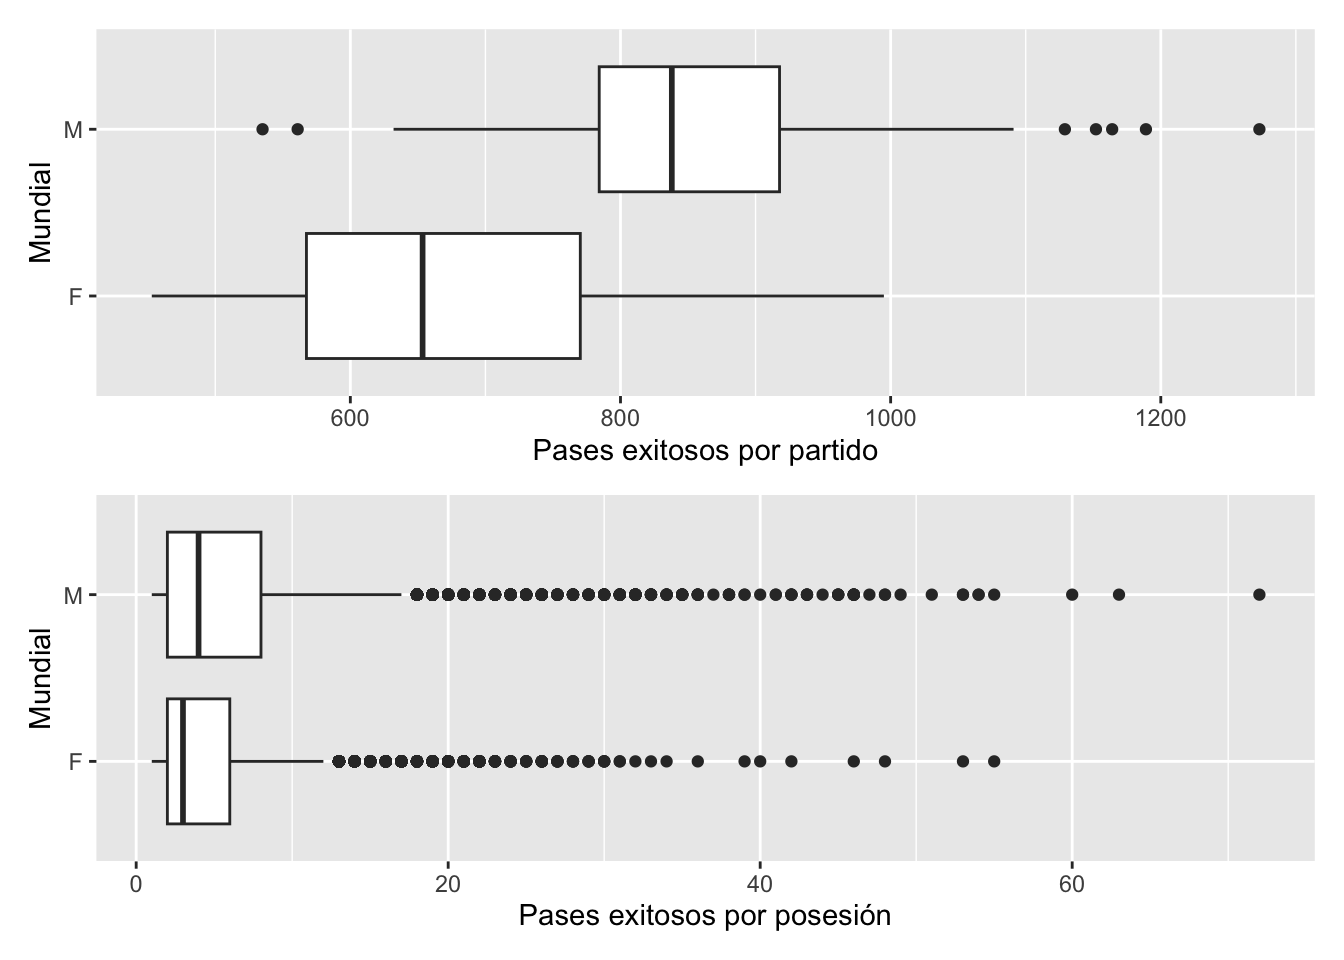 Mundial
M
F
600 800 1000 1200
Pases exitosos por partido
Mundial
M
F
0 20 40 60
Pases exitosos por posesión